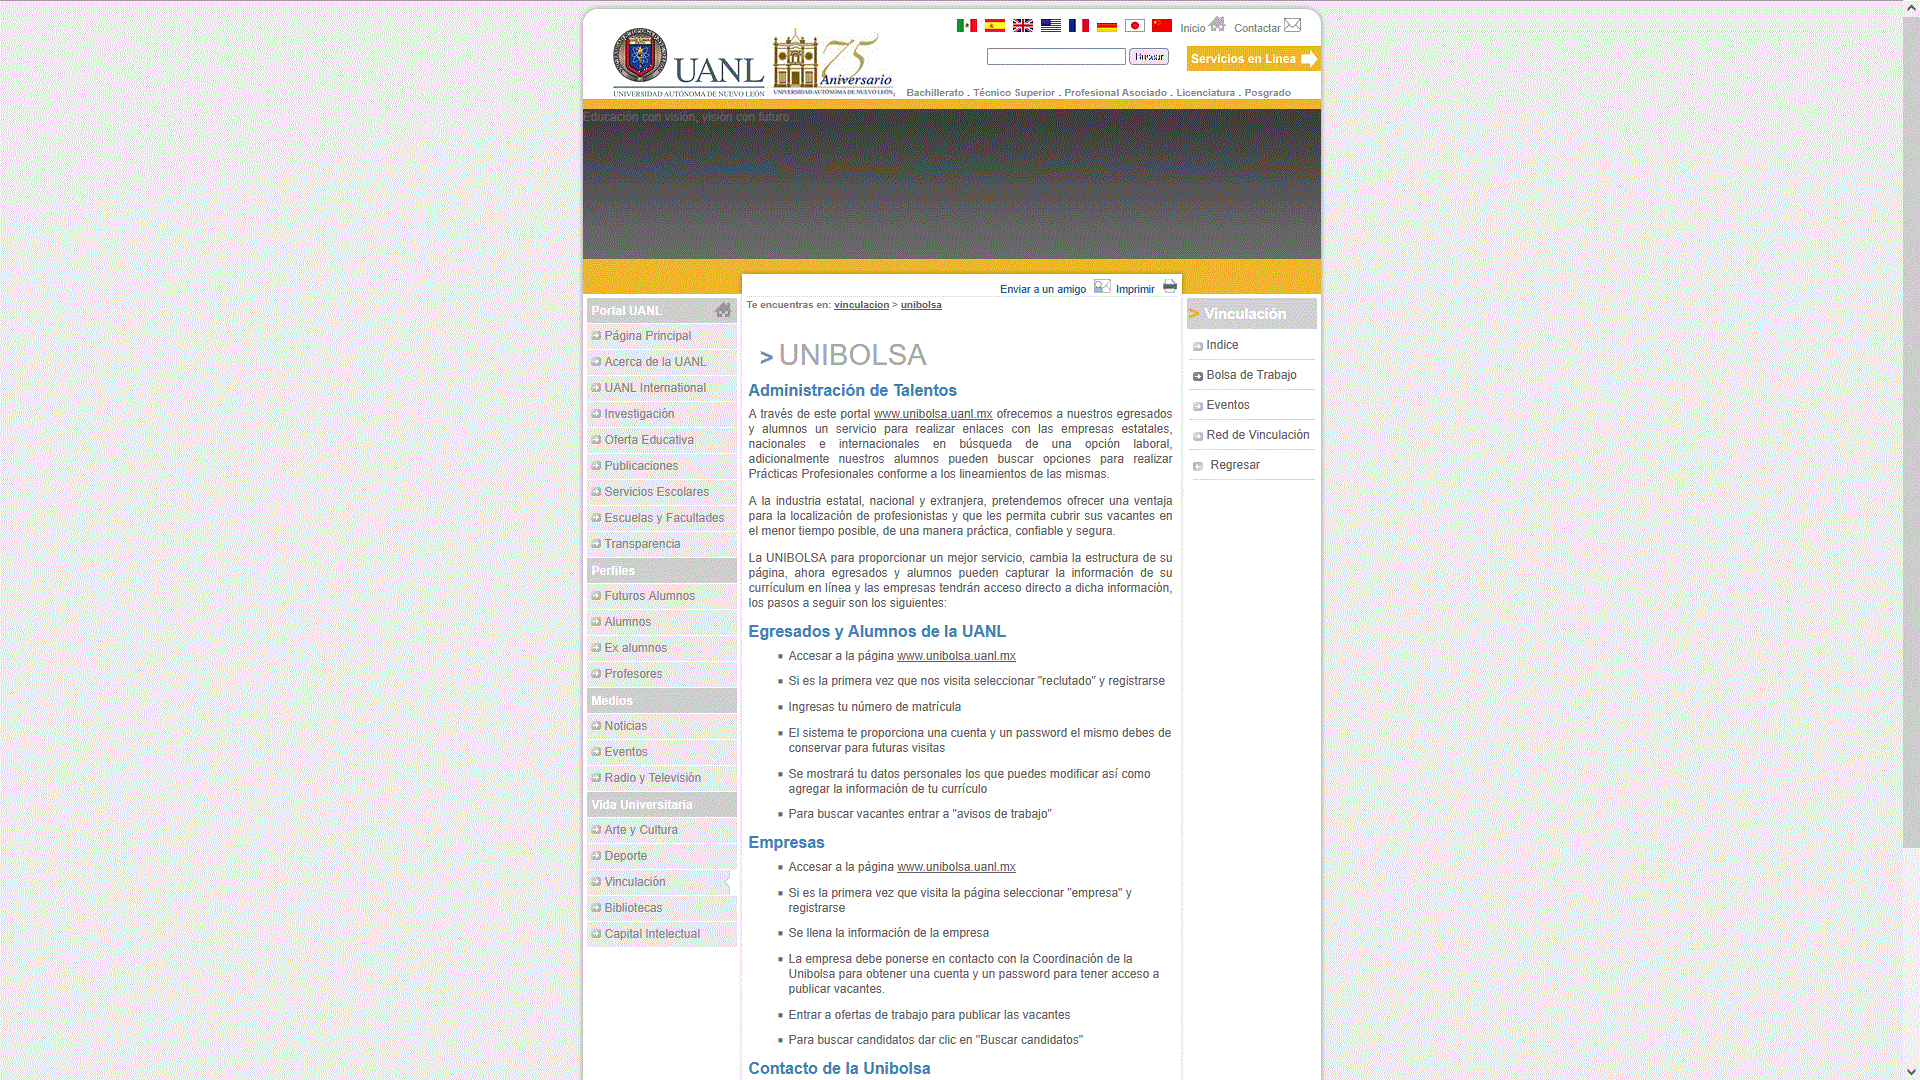 Inicio
Contactar
UANL
UNIVERSIDAD AUTÓNOMA DE NUEVO LEÓN
75
Aniversario
UNIVERSIDAD AUTÓNOMA DE NUEVO LEÓN
Buscar
Servicios en Línea
Bachillerato . Técnico Superior . Profesional Asociado . Licenciatura . Posgrado
Educación con visión, visión con futuro...
Enviar a un amigo
Imprimir
Te encuentras en: vinculacion > unibolsa
Portal UANL
Página Principal
Acerca de la UANL
UANL International
Investigación
Oferta Educativa
Publicaciones
Servicios Escolares
Escuelas y Facultades
Transparencia
Perfiles
Futuros Alumnos
Alumnos
Ex alumnos
Profesores
Medios
Noticias
Eventos
Radio y Televisión
Vida Universitaria
Arte y Cultura
Deporte
Vinculación
Bibliotecas
Capital Intelectual
> UNIBOLSA
Administración de Talentos
A través de este portal www.unibolsa.uanl.mx ofrecemos a nuestros egresados
y alumnos un servicio para realizar enlaces con las empresas estatales,
nacionales e internacionales en búsqueda de una opción laboral,
adicionalmente nuestros alumnos pueden buscar opciones para realizar
Prácticas Profesionales conforme a los lineamientos de las mismas.
A la industria estatal, nacional y extranjera, pretendemos ofrecer una ventaja
para la localización de profesionistas y que les permita cubrir sus vacantes en
el menor tiempo posible, de una manera práctica, confiable y segura.
La UNIBOLSA para proporcionar un mejor servicio, cambia la estructura de su
página, ahora egresados y alumnos pueden capturar la información de su
currículum en línea y las empresas tendrán acceso directo a dicha información,
los pasos a seguir son los siguientes:
Egresados y Alumnos de la UANL
Accesar a la página www.unibolsa.uanl.mx
Si es la primera vez que nos visita seleccionar "reclutado" y registrarse
Ingresas tu número de matrícula
El sistema te proporciona una cuenta y un password el mismo debes de
conservar para futuras visitas
Se mostrará tu datos personales los que puedes modificar así como
agregar la información de tu currículo
Para buscar vacantes entrar a "avisos de trabajo"
Empresas
Accesar a la página www.unibolsa.uanl.mx
Si es la primera vez que visita la página seleccionar "empresa" y
registrarse
Se llena la información de la empresa
La empresa debe ponerse en contacto con la Coordinación de la
Unibolsa para obtener una cuenta y un password para tener acceso a
publicar vacantes.
Entrar a ofertas de trabajo para publicar las vacantes
Para buscar candidatos dar clic en "Buscar candidatos"
Contacto de la Unibolsa
> Vinculación
Indice
Bolsa de Trabajo
Eventos
Red de Vinculación
Regresar